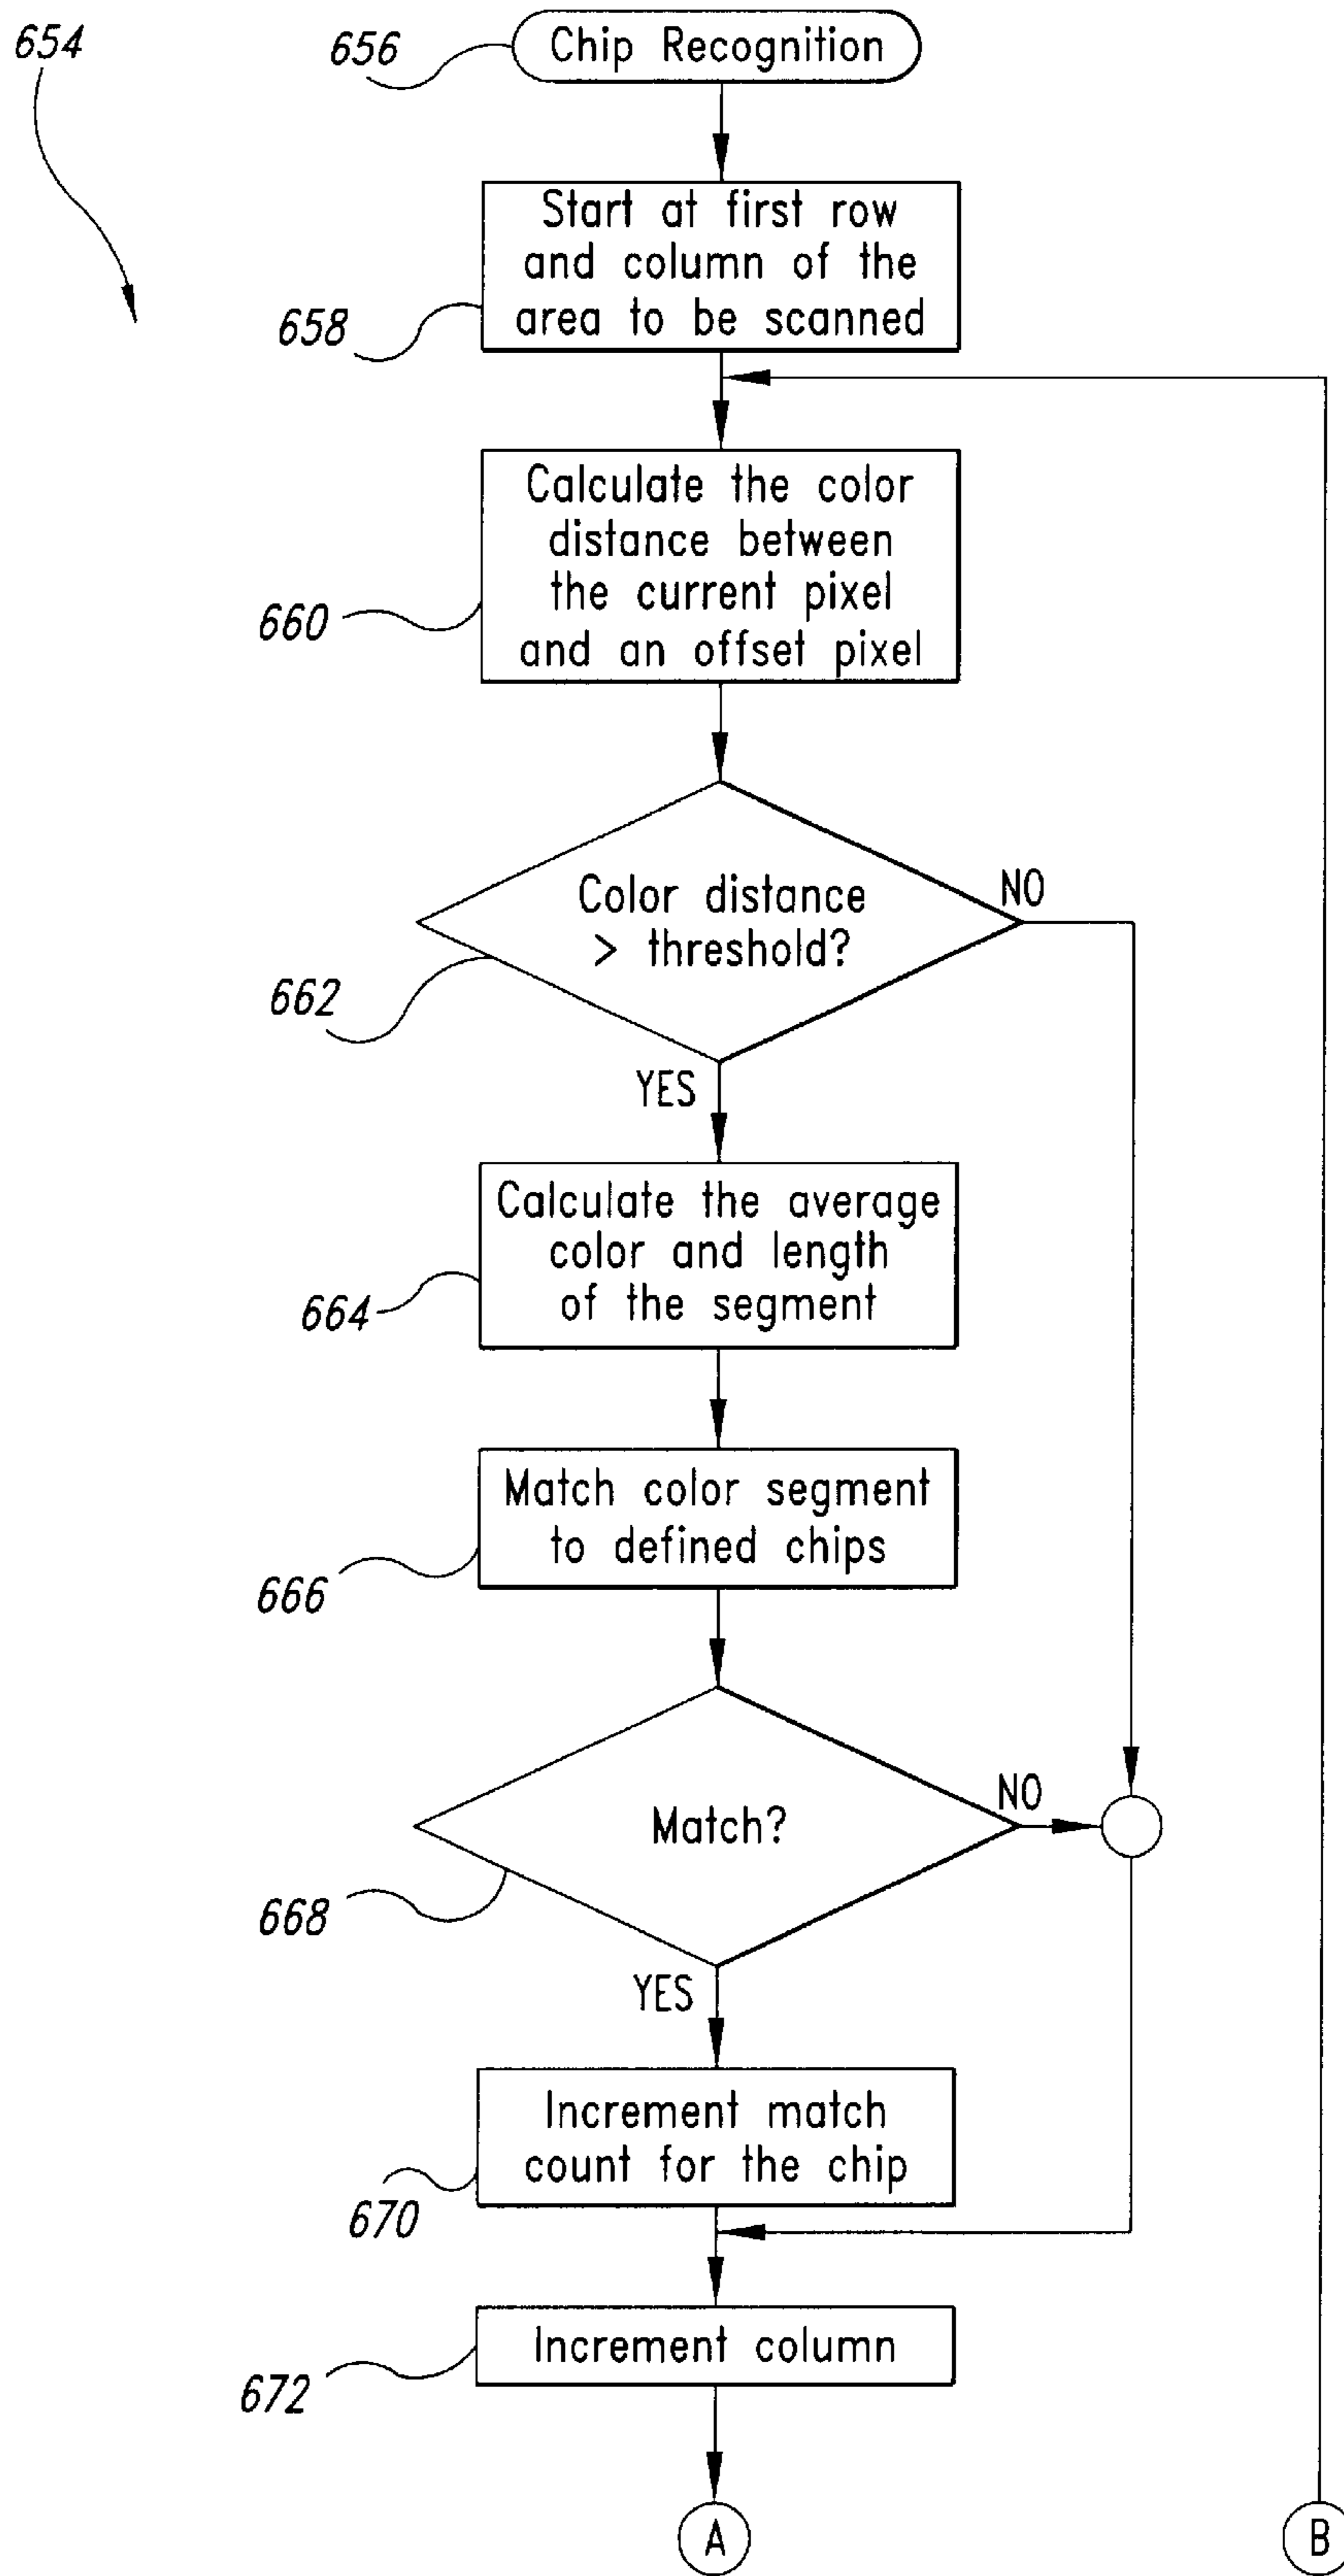 654
656
Chip Recognition
658
Start at first row
and column of the
area to be scanned
660
Calculate the color
distance between
the current pixel
and an offset pixel
662
Color distance
> threshold?
NO
YES
664
Calculate the average
color and length
of the segment
666
Match color segment
to defined chips
668
Match?
NO
YES
670
Increment match
count for the chip
672
Increment column
A
B